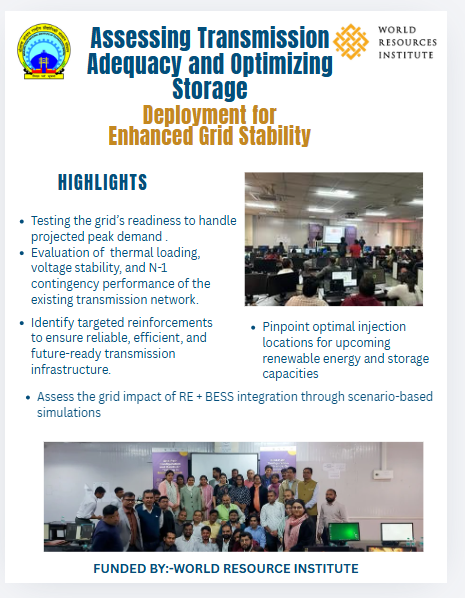 Assessing Transmission
Adequacy and Optimizing
Storage
Deployment for
Enhanced Grid Stability
WORLD
RESOURCES
INSTITUTE
HIGHLIGHTS
• Testing the grid's readiness to handle
projected peak demand .
• Evaluation of thermal loading,
voltage stability, and N-1
contingency performance of the
existing transmission network.
• Identify targeted reinforcements
to ensure reliable, efficient, and
future-ready transmission
infrastructure.
• Pinpoint optimal injection
locations for upcoming
renewable energy and storage
capacities
• Assess the grid impact of RE + BESS integration through scenario-based
simulations
FUNDED BY:-WORLD RESOURCE INSTITUTE